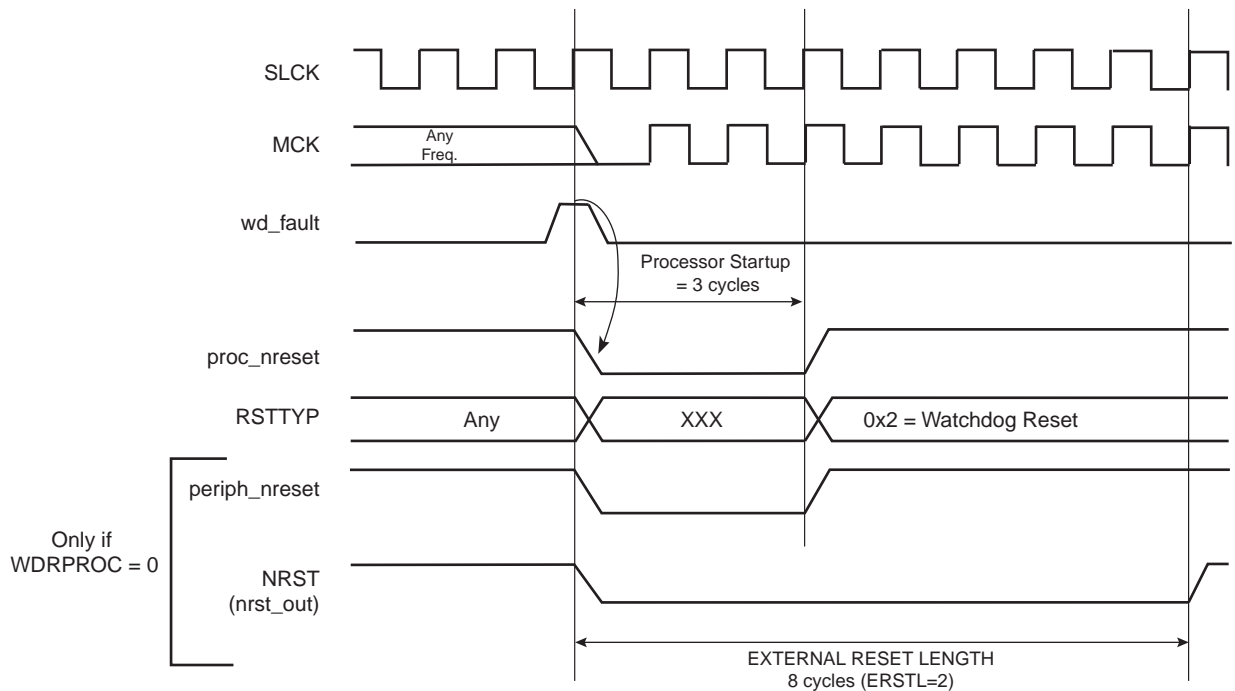 SLCK
MCK
Any
Freq.
wd_fault
Processor Startup
= 3 cycles
proc_nreset
RSTTYP
Any
XXX
0x2 = Watchdog Reset
periph_nreset
Only if
WDRPROC = 0
NRST
(nrst_out)
EXTERNAL RESET LENGTH
8 cycles (ERSTL=2)